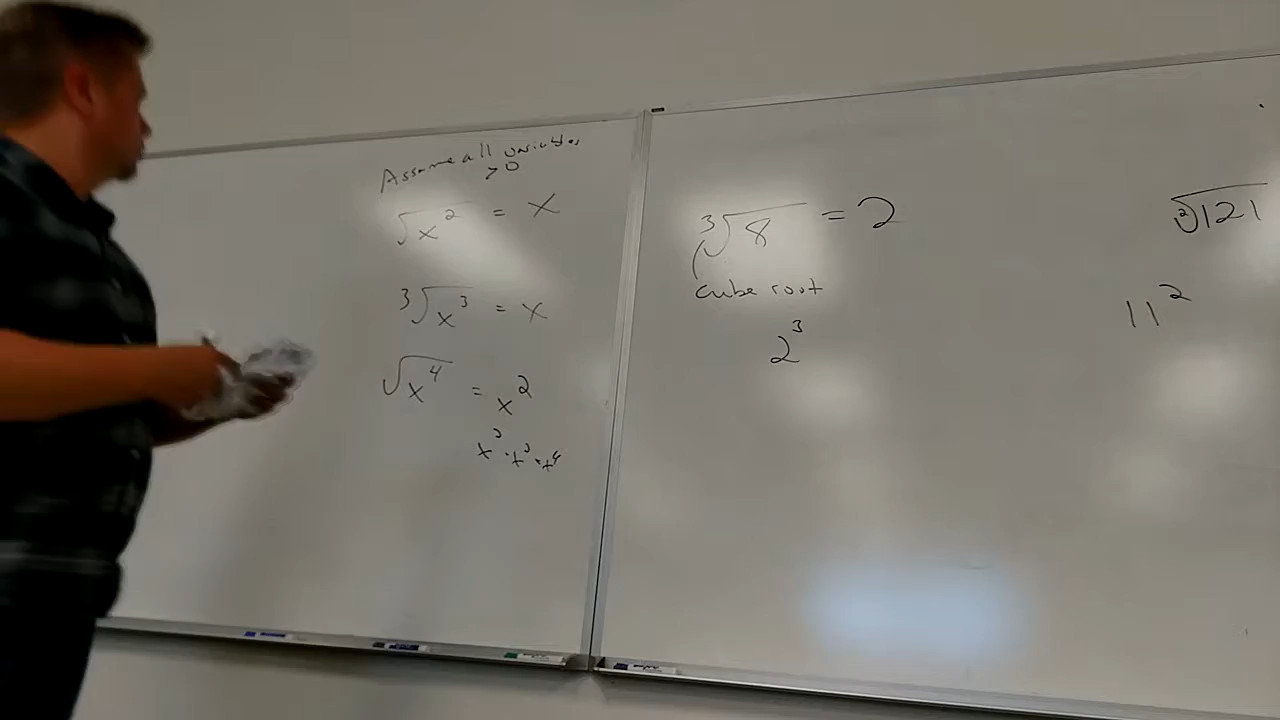 Assume all variables
> 0
√x² = x
³√x³ = x
√x⁴ = x²
x² · x² = x⁴
³√8 = 2
cube root
2³
²√121
11²